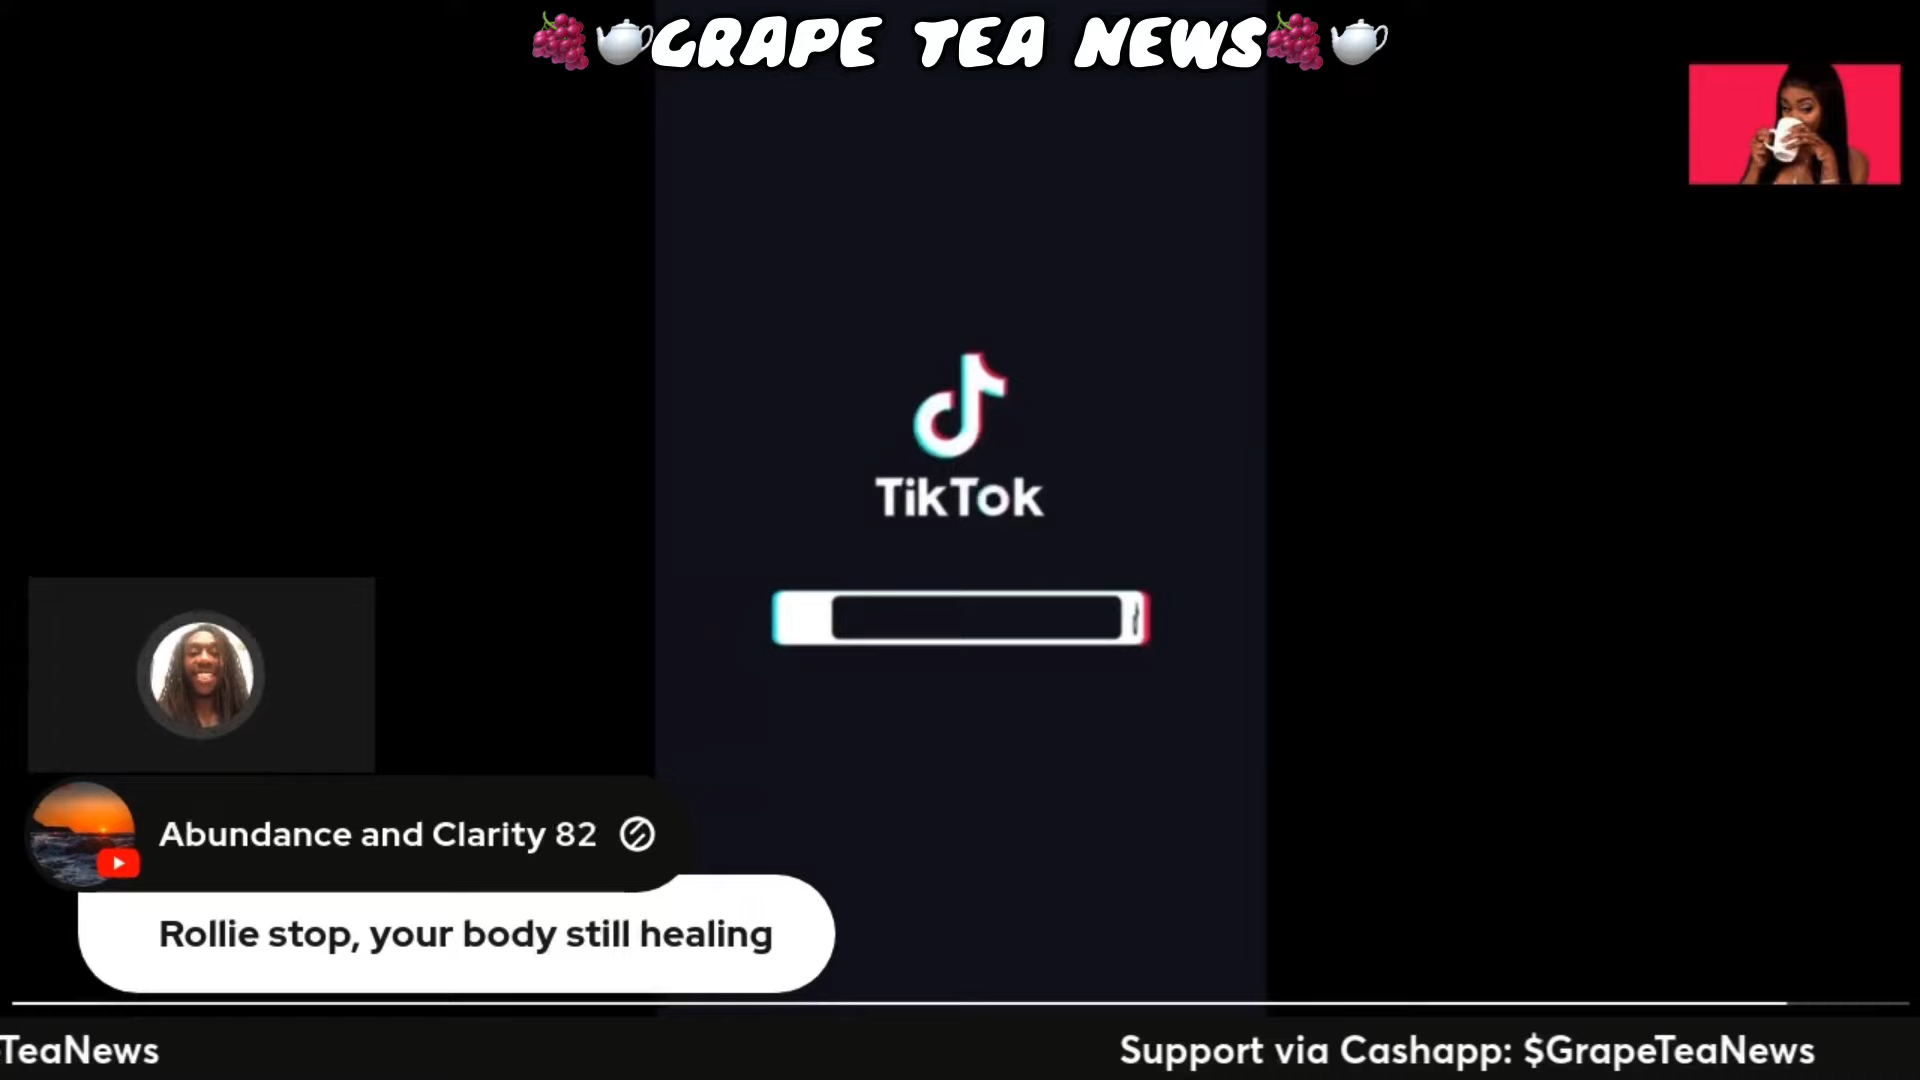 🍇🫖GRAPE TEA NEWS🍇🫖
TikTok
Abundance and Clarity 82
Rollie stop, your body still healing
TeaNews
Support via Cashapp: $GrapeTeaNews